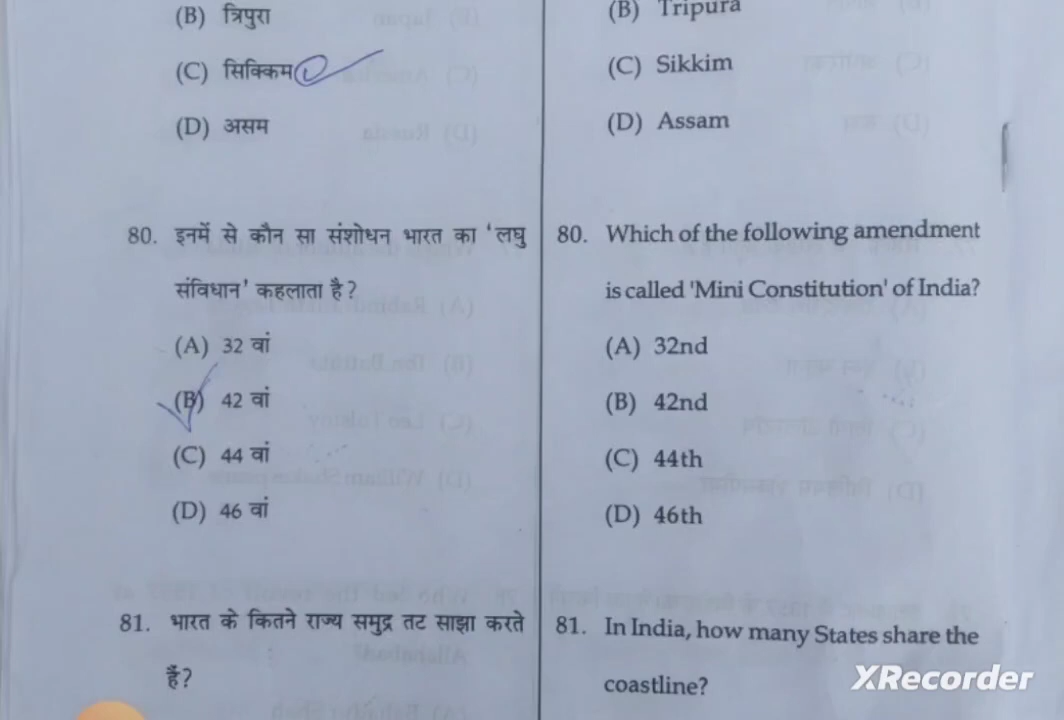 (B) त्रिपुरा
(C) सिक्किम
(D) असम
80. इनमें से कौन सा संशोधन भारत का 'लघु
संविधान' कहलाता है ?
(A) 32 वां
(B) 42 वां
(C) 44 वां
(D) 46 वां
81. भारत के कितने राज्य समुद्र तट साझा करते
हैं?
(B) Tripura
(C) Sikkim
(D) Assam
80. Which of the following amendment
is called 'Mini Constitution' of India?
(A) 32nd
(B) 42nd
(C) 44th
(D) 46th
81. In India, how many States share the
coastline?
XRecorder